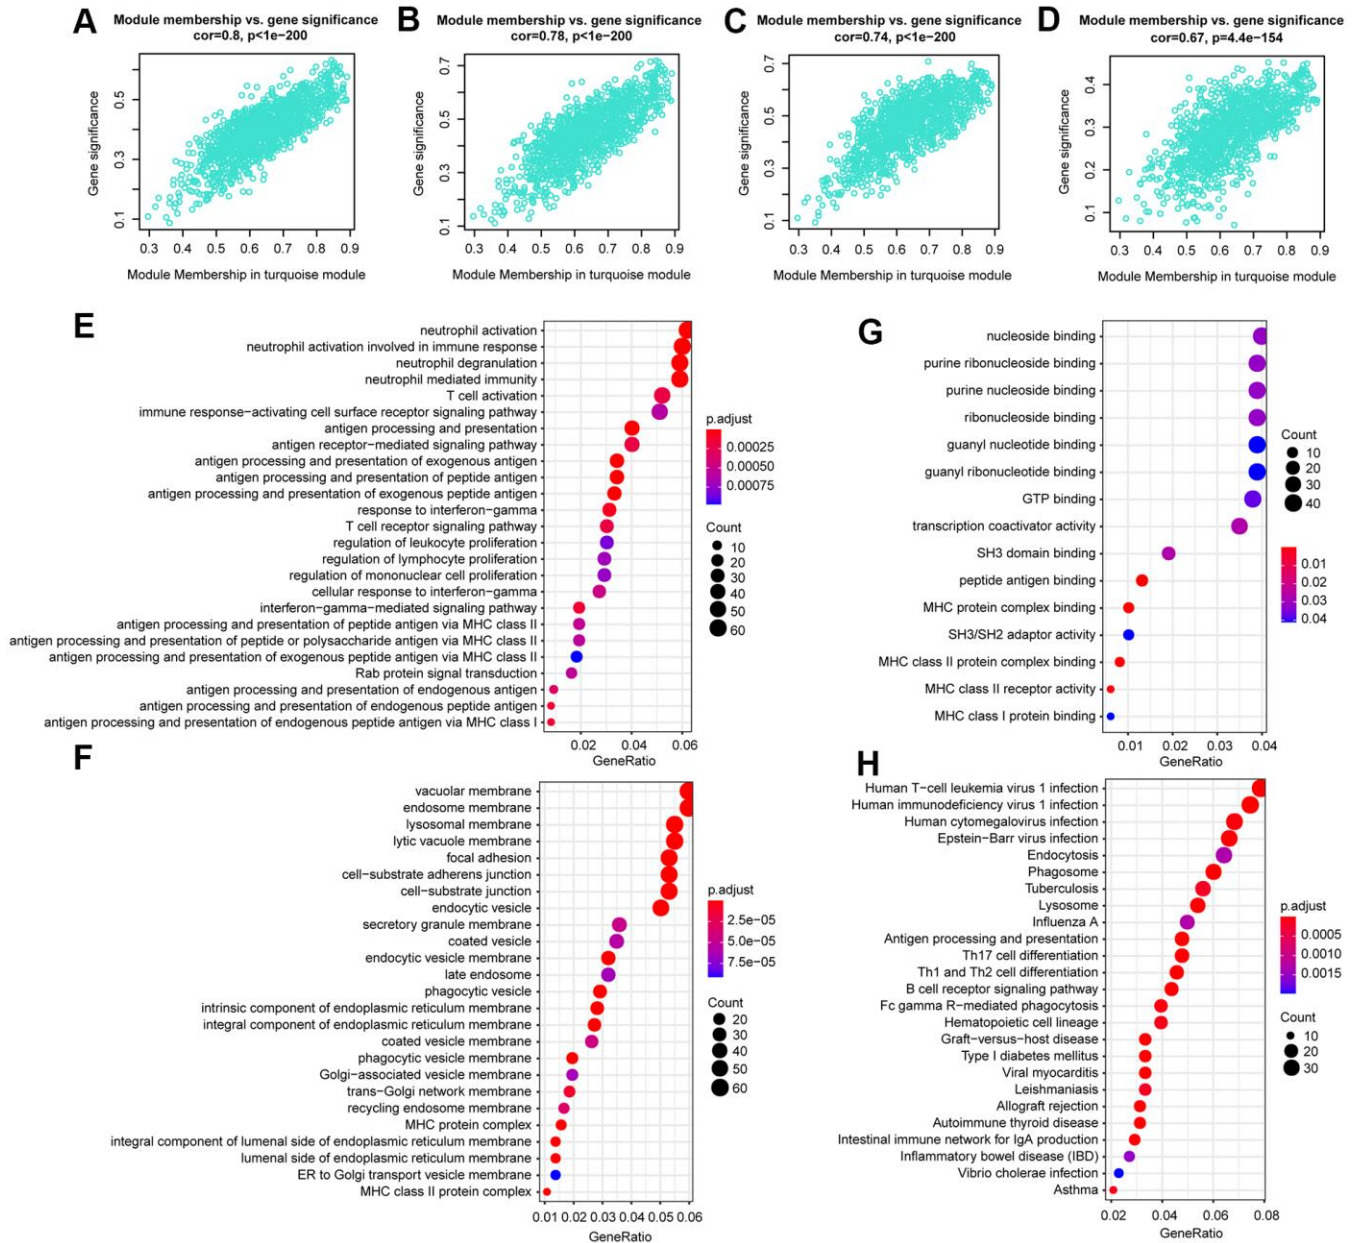 A
Module membership vs. gene significance
cor=0.8, p<1e−200
Gene significance
0.5
0.3
0.1
0.3 0.4 0.5 0.6 0.7 0.8 0.9
Module Membership in turquoise module
B
Module membership vs. gene significance
cor=0.78, p<1e−200
Gene significance
0.7
0.5
0.3
0.1
0.3 0.4 0.5 0.6 0.7 0.8 0.9
Module Membership in turquoise module
C
Module membership vs. gene significance
cor=0.74, p<1e−200
Gene significance
0.7
0.5
0.3
0.1
0.3 0.4 0.5 0.6 0.7 0.8 0.9
Module Membership in turquoise module
D
Module membership vs. gene significance
cor=0.67, p=4.4e−154
Gene significance
0.4
0.3
0.2
0.1
0.3 0.4 0.5 0.6 0.7 0.8 0.9
Module Membership in turquoise module
E
neutrophil activation
neutrophil activation involved in immune response
neutrophil degranulation
neutrophil mediated immunity
T cell activation
immune response−activating cell surface receptor signaling pathway
antigen processing and presentation
antigen receptor−mediated signaling pathway
antigen processing and presentation of exogenous antigen
antigen processing and presentation of peptide antigen
antigen processing and presentation of exogenous peptide antigen
response to interferon−gamma
T cell receptor signaling pathway
regulation of leukocyte proliferation
regulation of lymphocyte proliferation
regulation of mononuclear cell proliferation
cellular response to interferon−gamma
interferon−gamma−mediated signaling pathway
antigen processing and presentation of peptide antigen via MHC class II
antigen processing and presentation of peptide or polysaccharide antigen via MHC class II
antigen processing and presentation of exogenous peptide antigen via MHC class II
Rab protein signal transduction
antigen processing and presentation of endogenous antigen
antigen processing and presentation of endogenous peptide antigen
antigen processing and presentation of endogenous peptide antigen via MHC class I
0.02 0.04 0.06
GeneRatio
p.adjust
0.00025
0.00050
0.00075
Count
10
20
30
40
50
60
G
nucleoside binding
purine ribonucleoside binding
purine nucleoside binding
ribonucleoside binding
guanyl nucleotide binding
guanyl ribonucleotide binding
GTP binding
transcription coactivator activity
SH3 domain binding
peptide antigen binding
MHC protein complex binding
SH3/SH2 adaptor activity
MHC class II protein complex binding
MHC class II receptor activity
MHC class I protein binding
0.01 0.02 0.03 0.04
GeneRatio
Count
10
20
30
40
0.01
0.02
0.03
0.04
F
vacuolar membrane
endosome membrane
lysosomal membrane
lytic vacuole membrane
focal adhesion
cell−substrate adherens junction
cell−substrate junction
endocytic vesicle
secretory granule membrane
coated vesicle
endocytic vesicle membrane
late endosome
phagocytic vesicle
intrinsic component of endoplasmic reticulum membrane
integral component of endoplasmic reticulum membrane
coated vesicle membrane
phagocytic vesicle membrane
Golgi−associated vesicle membrane
trans−Golgi network membrane
recycling endosome membrane
MHC protein complex
integral component of lumenal side of endoplasmic reticulum membrane
lumenal side of endoplasmic reticulum membrane
ER to Golgi transport vesicle membrane
MHC class II protein complex
0.01 0.02 0.03 0.04 0.05 0.06
GeneRatio
p.adjust
2.5e−05
5.0e−05
7.5e−05
Count
20
30
40
50
60
H
Human T−cell leukemia virus 1 infection
Human immunodeficiency virus 1 infection
Human cytomegalovirus infection
Epstein−Barr virus infection
Endocytosis
Phagosome
Tuberculosis
Lysosome
Influenza A
Antigen processing and presentation
Th17 cell differentiation
Th1 and Th2 cell differentiation
B cell receptor signaling pathway
Fc gamma R−mediated phagocytosis
Hematopoietic cell lineage
Graft−versus−host disease
Type I diabetes mellitus
Viral myocarditis
Leishmaniasis
Allograft rejection
Autoimmune thyroid disease
Intestinal immune network for IgA production
Inflammatory bowel disease (IBD)
Vibrio cholerae infection
Asthma
0.02 0.04 0.06 0.08
GeneRatio
p.adjust
0.0005
0.0010
0.0015
Count
10
20
30